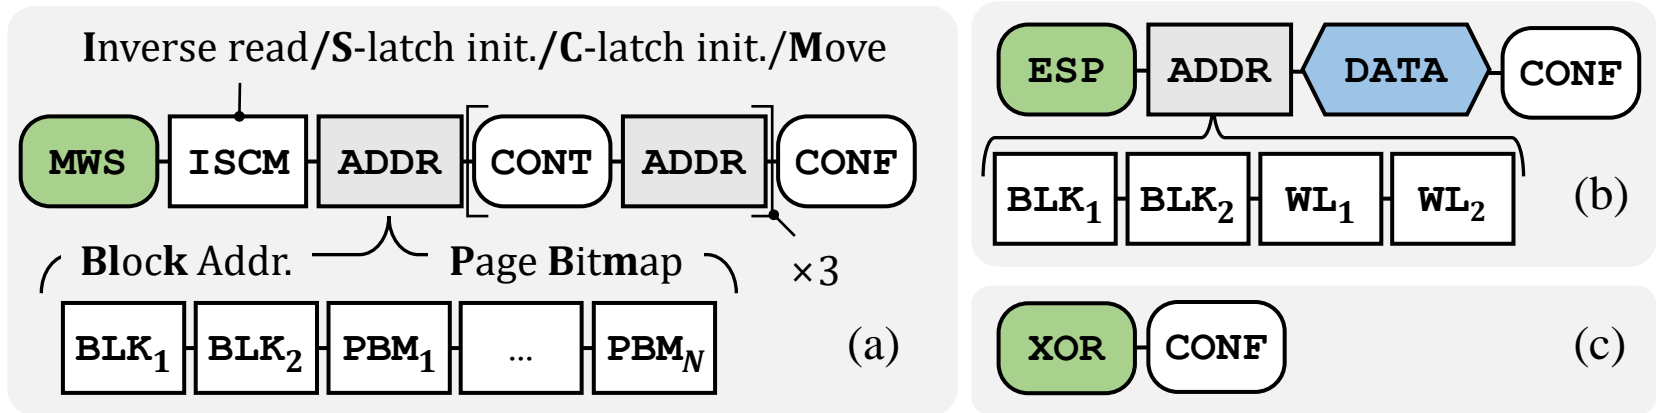 Inverse read/S-latch init./C-latch init./Move
MWS ISCM ADDR CONT ADDR CONF
×3
Block Addr. Page Bitmap
BLK₁ BLK₂ PBM₁ ... PBM_N
(a)
ESP ADDR DATA CONF
BLK₁ BLK₂ WL₁ WL₂
(b)
XOR CONF
(c)